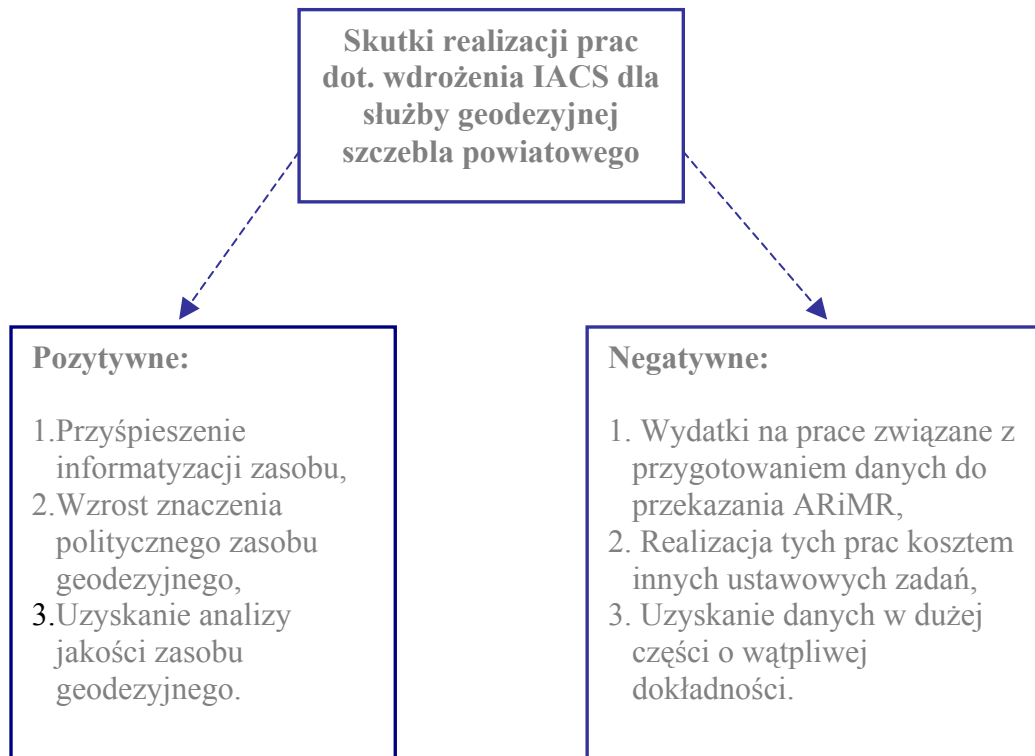 Skutki realizacji prac
dot. wdrożenia IACS dla
służby geodezyjnej
szczebla powiatowego
Pozytywne:
1.Przyśpieszenie
informatyzacji zasobu,
2.Wzrost znaczenia
politycznego zasobu
geodezyjnego,
3.Uzyskanie analizy
jakości zasobu
geodezyjnego.
Negatywne:
1. Wydatki na prace związane z
przygotowaniem danych do
przekazania ARiMR,
2. Realizacja tych prac kosztem
innych ustawowych zadań,
3. Uzyskanie danych w dużej
części o wątpliwej
dokładności.